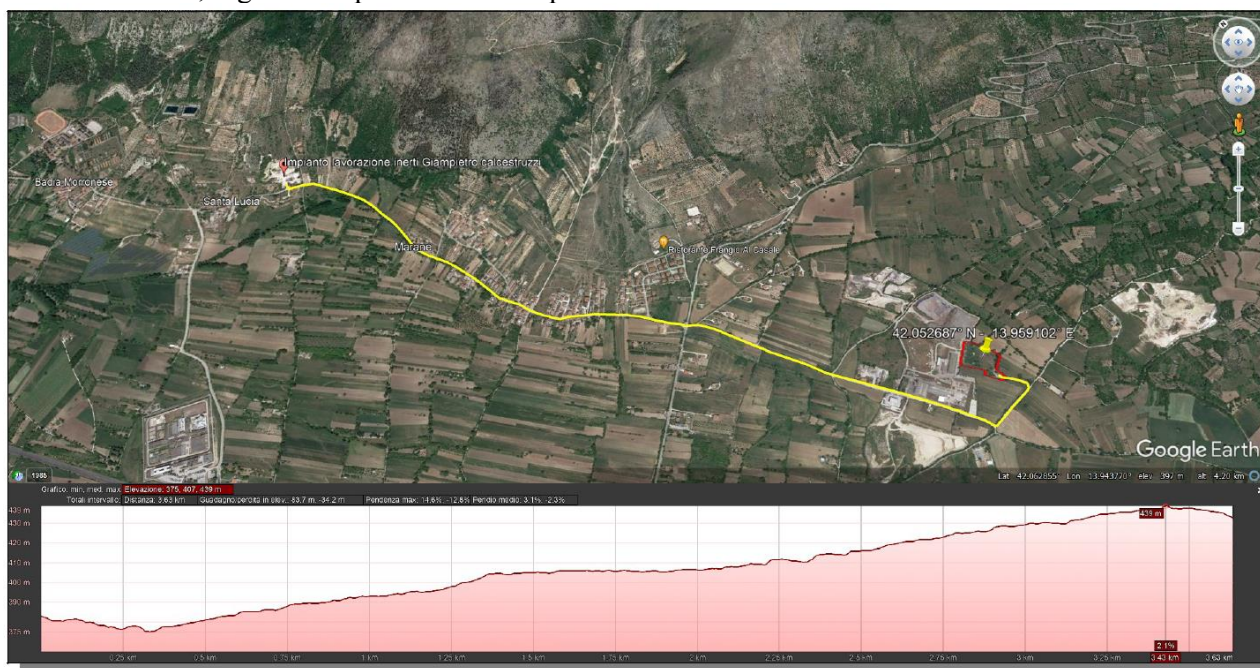 Impianto lavorazione inerti Giampietro calcestruzzi
Badia Morronese
Santa Lucia
Marane
Ristorante Frangiò Al Casale
42.052687° N - 13.959102° E
Google Earth
1985
Lat 42.062855° Lon 13.943770° elev 397 m alt 4.20 km
Grafico: min, med, max Elevazione: 375, 407, 439 m
Totali intervallo: Distanza: 3,63 km Guadagno/perdita in elev.: 83,7 m, -34,2 m Pendenza max: 14,6%, -12,8% Pendio medio: 3,1%, -2,3%
439 m
439 m
420 m
410 m
400 m
390 m
375 m
2.1%
0,25 km 0,5 km 0,75 km 1 km 1,25 km 1,5 km 1,75 km 2 km 2,25 km 2,5 km 2,75 km 3 km 3,25 km 3,43 km 3,63 km